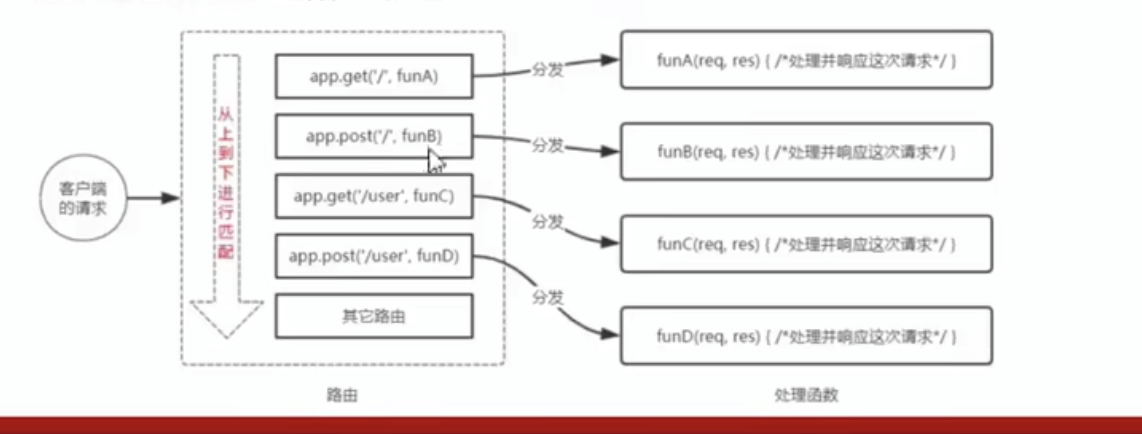 客户端
的请求
从上到下进行匹配
app.get('/', funA)
app.post('/', funB)
app.get('/user', funC)
app.post('/user', funD)
其它路由
路由
分发
分发
分发
分发
funA(req, res) { /*处理并响应这次请求*/ }
funB(req, res) { /*处理并响应这次请求*/ }
funC(req, res) { /*处理并响应这次请求*/ }
funD(req, res) { /*处理并响应这次请求*/ }
处理函数